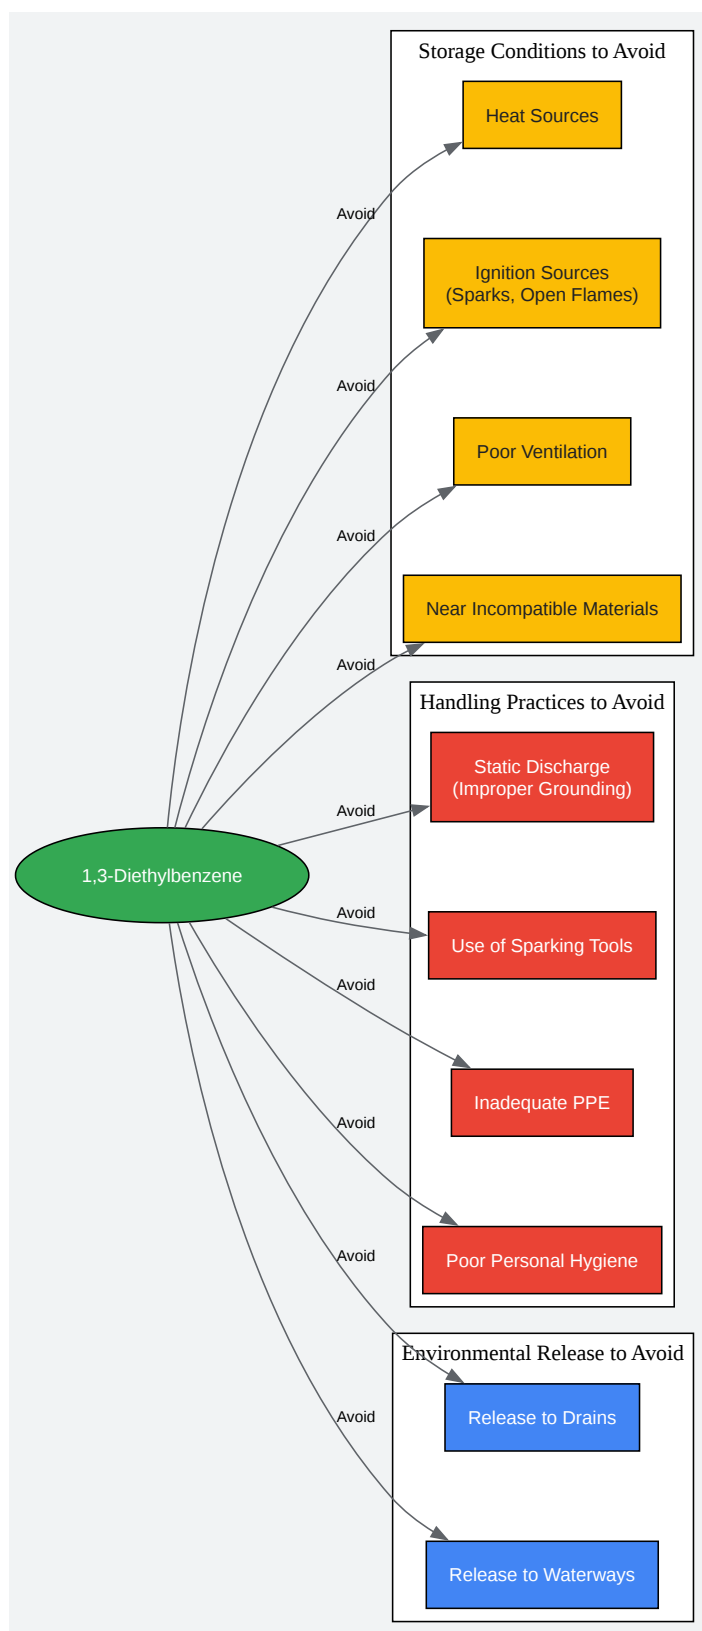 Storage Conditions to Avoid
Heat Sources
Avoid
Ignition Sources
(Sparks, Open Flames)
Avoid
Poor Ventilation
Avoid
Near Incompatible Materials
Avoid
Handling Practices to Avoid
Static Discharge
(Improper Grounding)
Avoid
1,3-Diethylbenzene
Avoid
Use of Sparking Tools
Avoid
Inadequate PPE
Avoid
Poor Personal Hygiene
Avoid
Environmental Release to Avoid
Release to Drains
Avoid
Release to Waterways